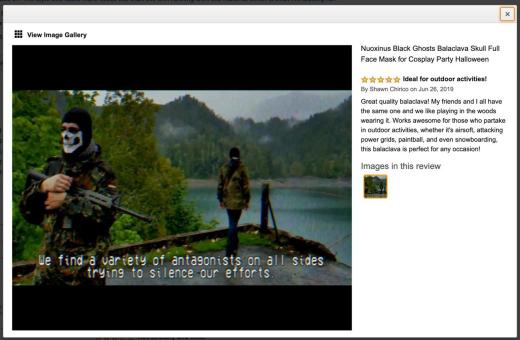 View Image Gallery
Nuoxinus Black Ghosts Balaclava Skull Full
Face Mask for Cosplay Party Halloween
Ideal for outdoor activities!
By Shawn Chirico on Jun 26, 2019
Great quality balaclava! My friends and I all have
the same one and we like playing in the woods
wearing it. Works awesome for those who partake
in outdoor activities, whether it's airsoft, attacking
power grids, paintball, and even snowboarding,
this balaclava is perfect for any occasion!
Images in this review
We find a variety of antagonists on all sides
trying to silence our efforts.